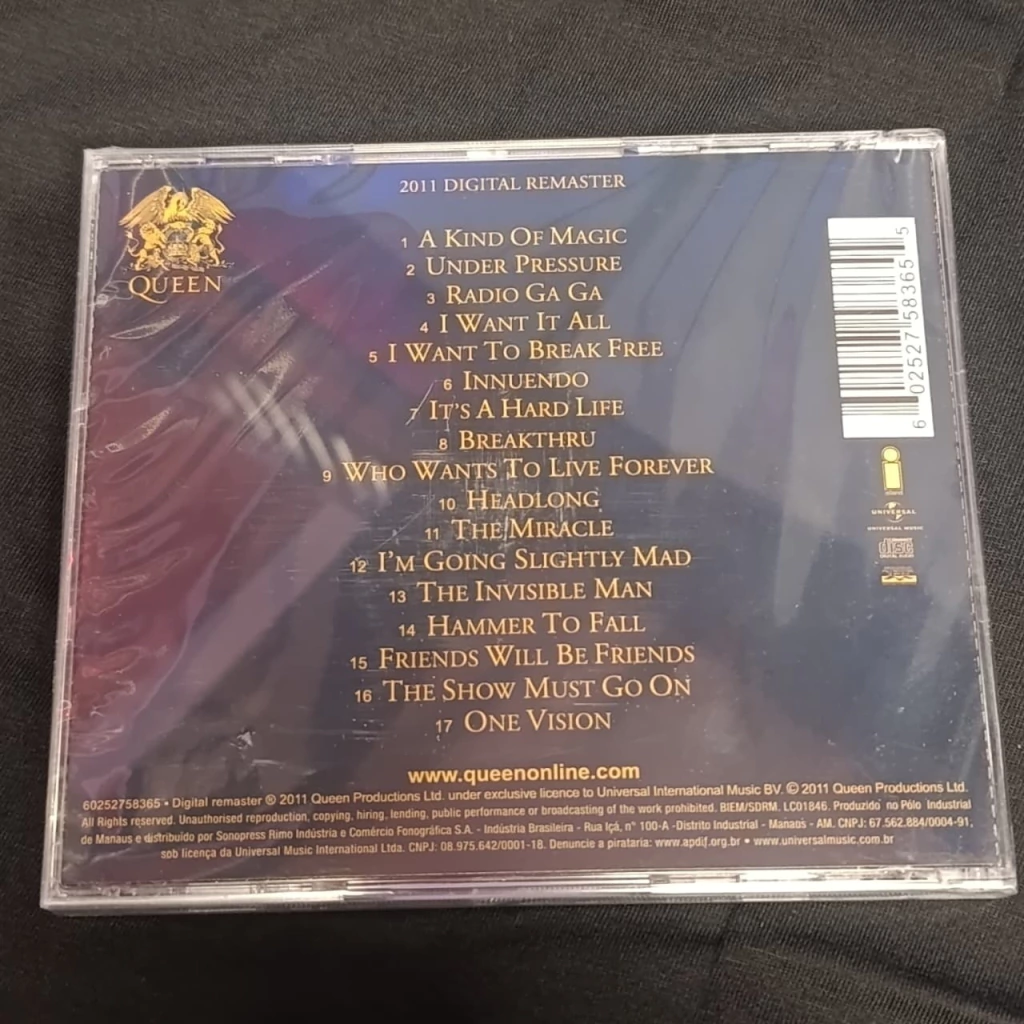 QUEEN
2011 DIGITAL REMASTER
1 A KIND OF MAGIC
2 UNDER PRESSURE
3 RADIO GA GA
4 I WANT IT ALL
5 I WANT TO BREAK FREE
6 INNUENDO
7 IT'S A HARD LIFE
8 BREAKTHRU
9 WHO WANTS TO LIVE FOREVER
10 HEADLONG
11 THE MIRACLE
12 I'M GOING SLIGHTLY MAD
13 THE INVISIBLE MAN
14 HAMMER TO FALL
15 FRIENDS WILL BE FRIENDS
16 THE SHOW MUST GO ON
17 ONE VISION
6 02527 58365 5
island
UNIVERSAL
UNIVERSAL MUSIC
COMPACT
disc
DIGITAL AUDIO
www.queenonline.com
60252758365 • Digital remaster ℗ 2011 Queen Productions Ltd. under exclusive licence to Universal International Music BV. © 2011 Queen Productions Ltd.
All Rights reserved. Unauthorised reproduction, copying, hiring, lending, public performance or broadcasting of the work prohibited. BIEM/SDRM. LC01846. Produzido no Pólo Industrial
de Manaus e distribuído por Sonopress Rimo Indústria e Comércio Fonográfica S.A. - Indústria Brasileira - Rua Içá, n° 100-A -Distrito Industrial - Manaus - AM. CNPJ: 67.562.884/0004-91,
sob licença da Universal Music International Ltda. CNPJ: 08.975.642/0001-18. Denuncie a pirataria: www.apdif.org.br • www.universalmusic.com.br